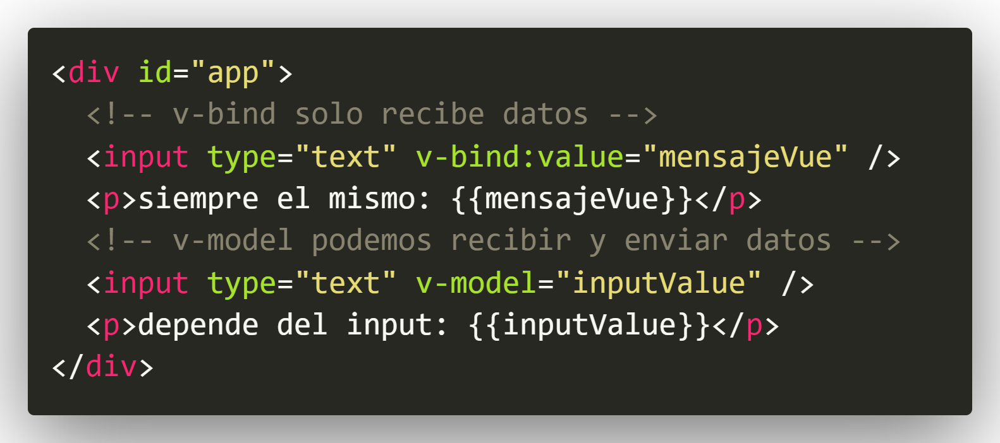 <div id="app">
  <!-- v-bind solo recibe datos -->
  <input type="text" v-bind:value="mensajeVue" />
  <p>siempre el mismo: {{mensajeVue}}</p>
  <!-- v-model podemos recibir y enviar datos -->
  <input type="text" v-model="inputValue" />
  <p>depende del input: {{inputValue}}</p>
</div>